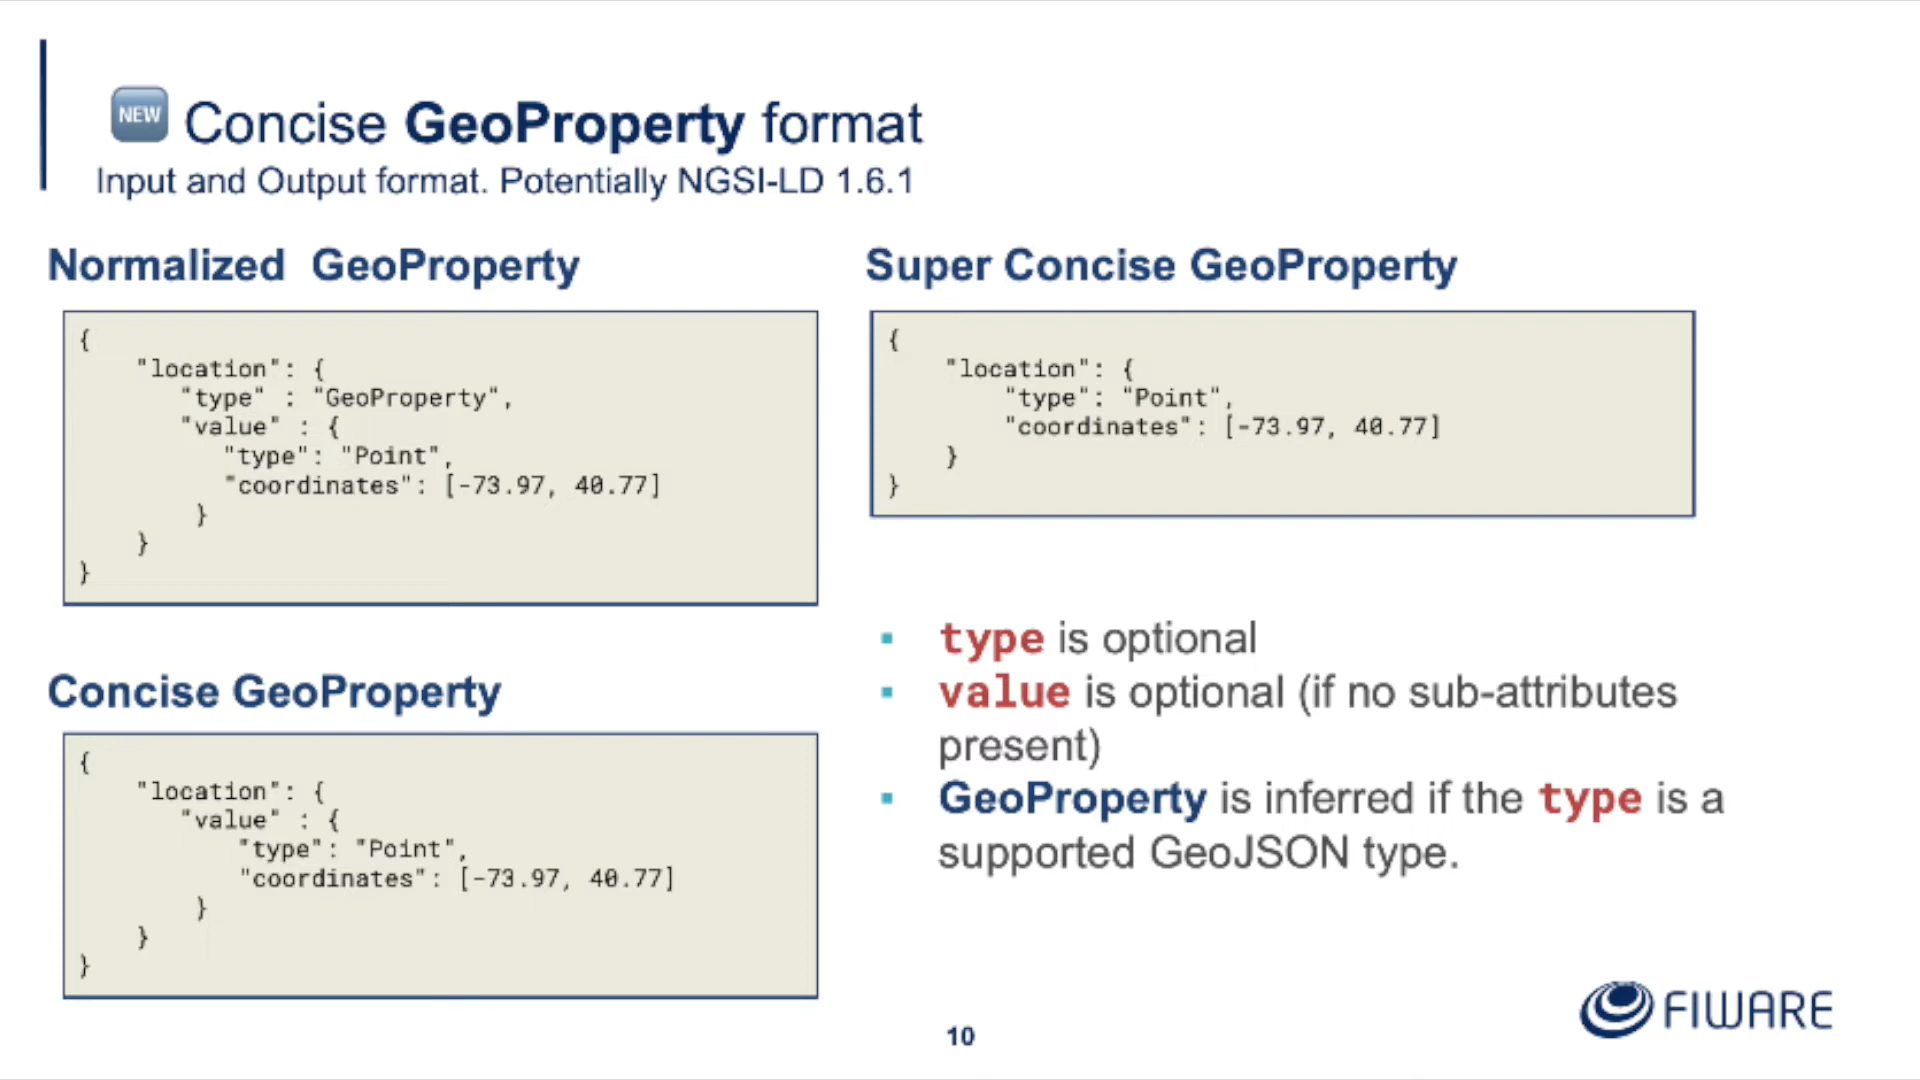 NEW Concise GeoProperty format
Input and Output format. Potentially NGSI-LD 1.6.1
Normalized GeoProperty
{
"location": {
"type" : "GeoProperty",
"value" : {
"type": "Point",
"coordinates": [-73.97, 40.77]
}
}
}
Concise GeoProperty
{
"location": {
"value" : {
"type": "Point",
"coordinates": [-73.97, 40.77]
}
}
}
Super Concise GeoProperty
{
"location": {
"type": "Point",
"coordinates": [-73.97, 40.77]
}
}
▪ type is optional
▪ value is optional (if no sub-attributes
present)
▪ GeoProperty is inferred if the type is a
supported GeoJSON type.
FIWARE
10